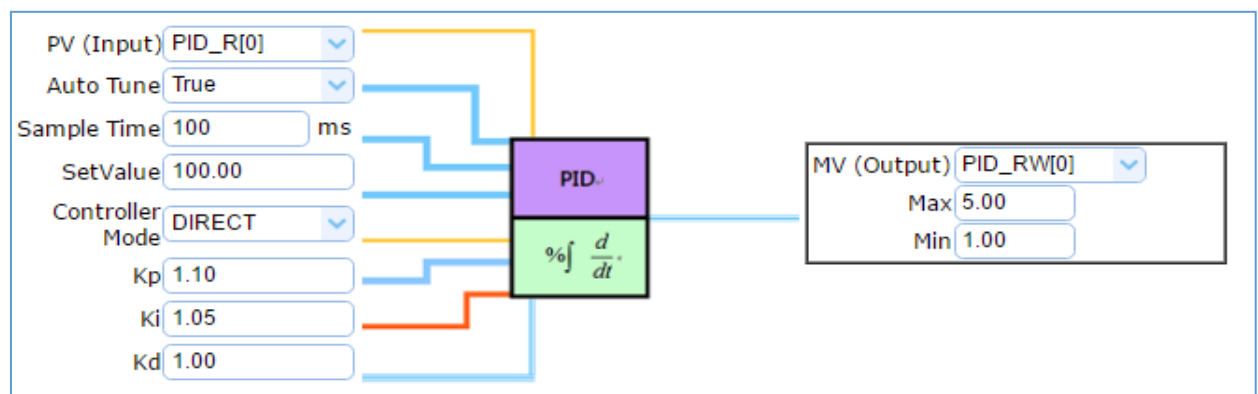 PV (Input) PID_R[0]
Auto Tune True
Sample Time 100 ms
SetValue 100.00
Controller
Mode DIRECT
Kp 1.10
Ki 1.05
Kd 1.00
PID
%∫ d/dt
MV (Output) PID_RW[0]
Max 5.00
Min 1.00